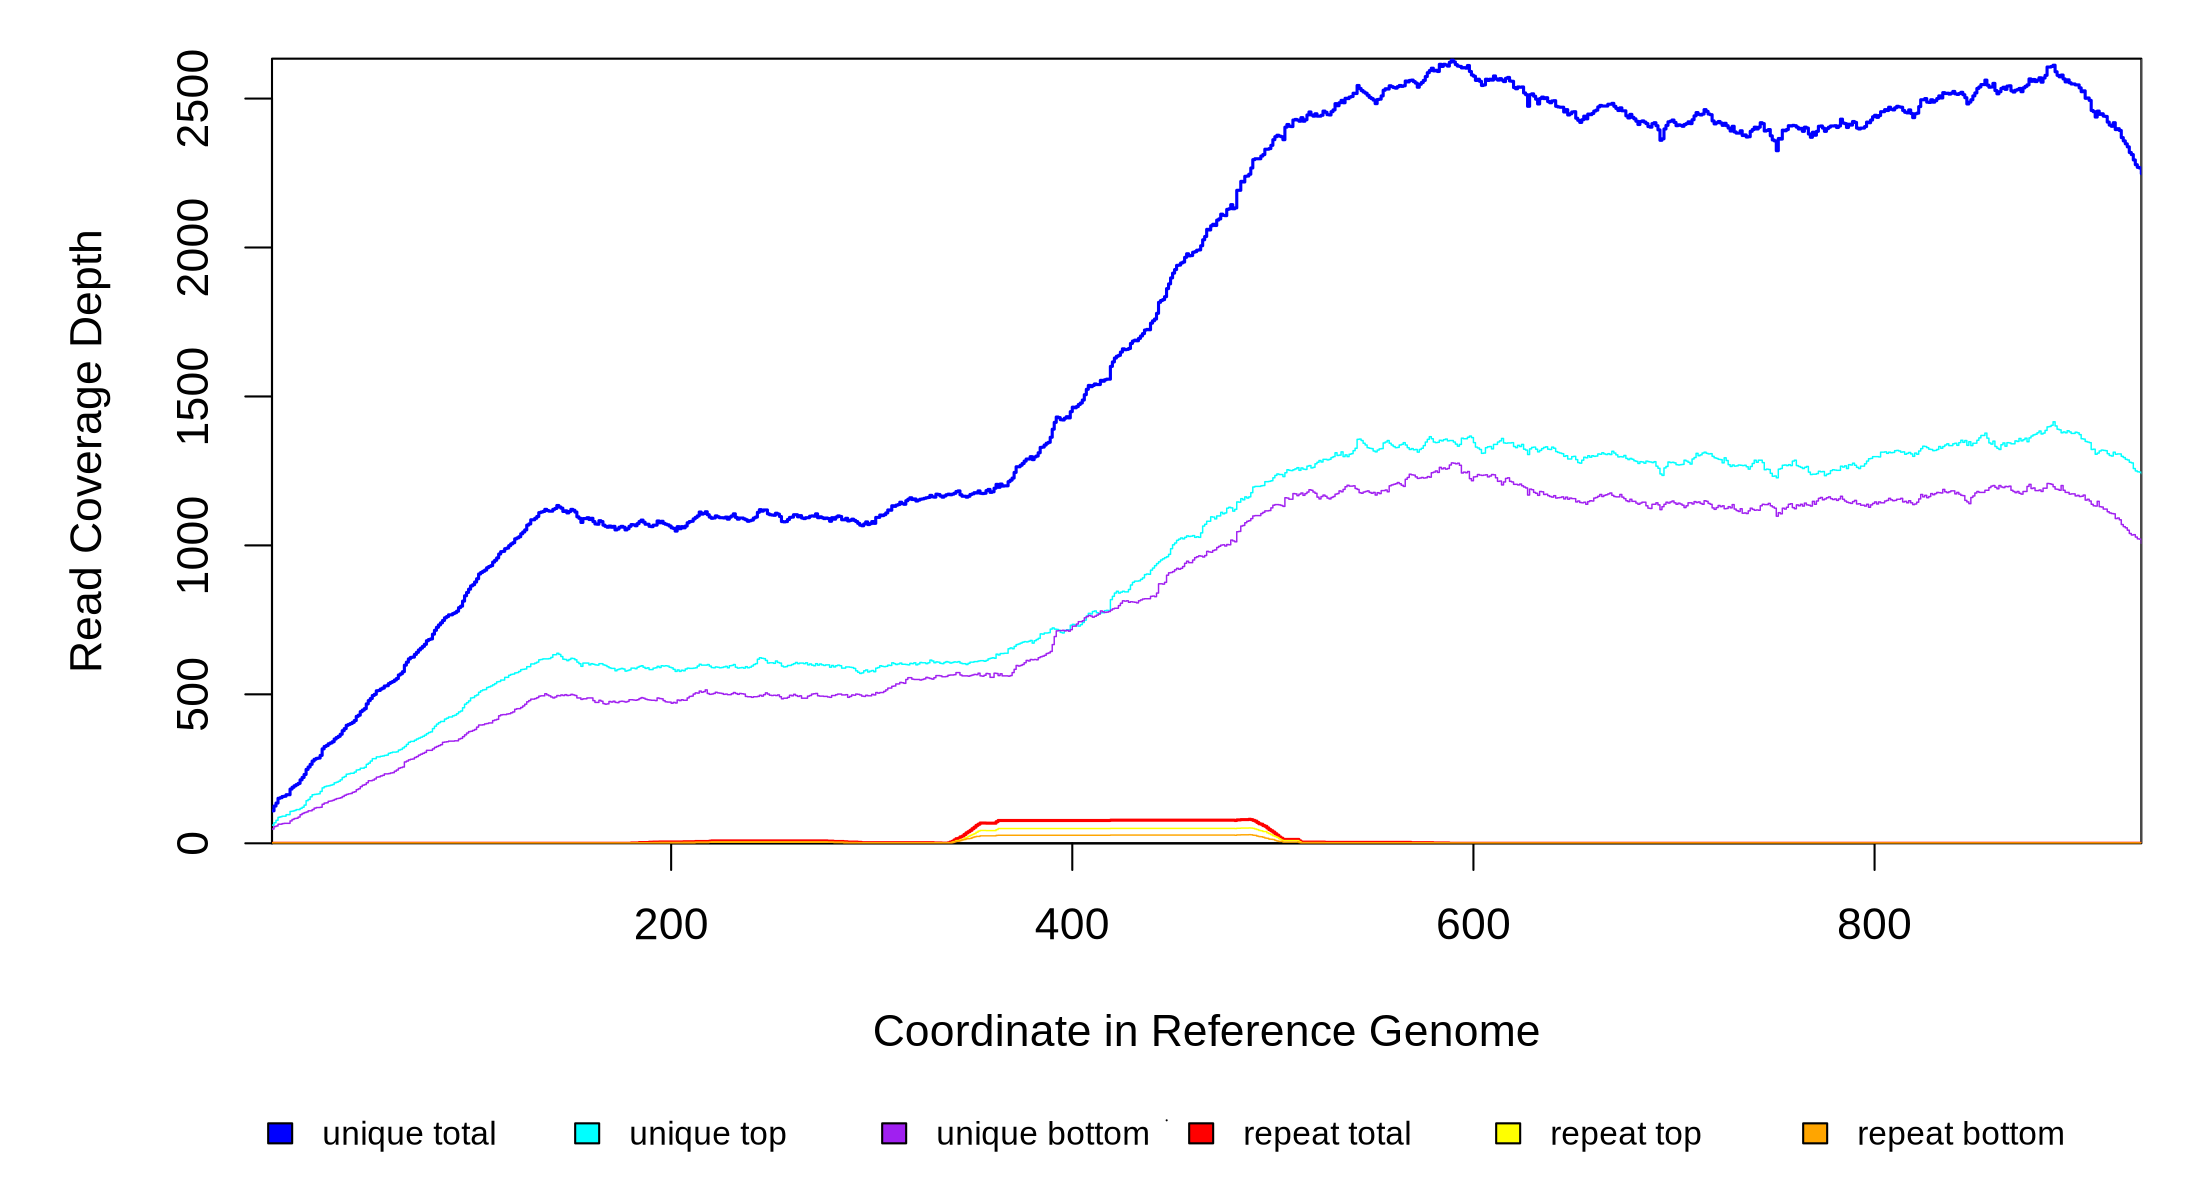 2500
2000
1500
1000
500
0
Read Coverage Depth
200 400 600 800
Coordinate in Reference Genome
unique total unique top unique bottom repeat total repeat top repeat bottom